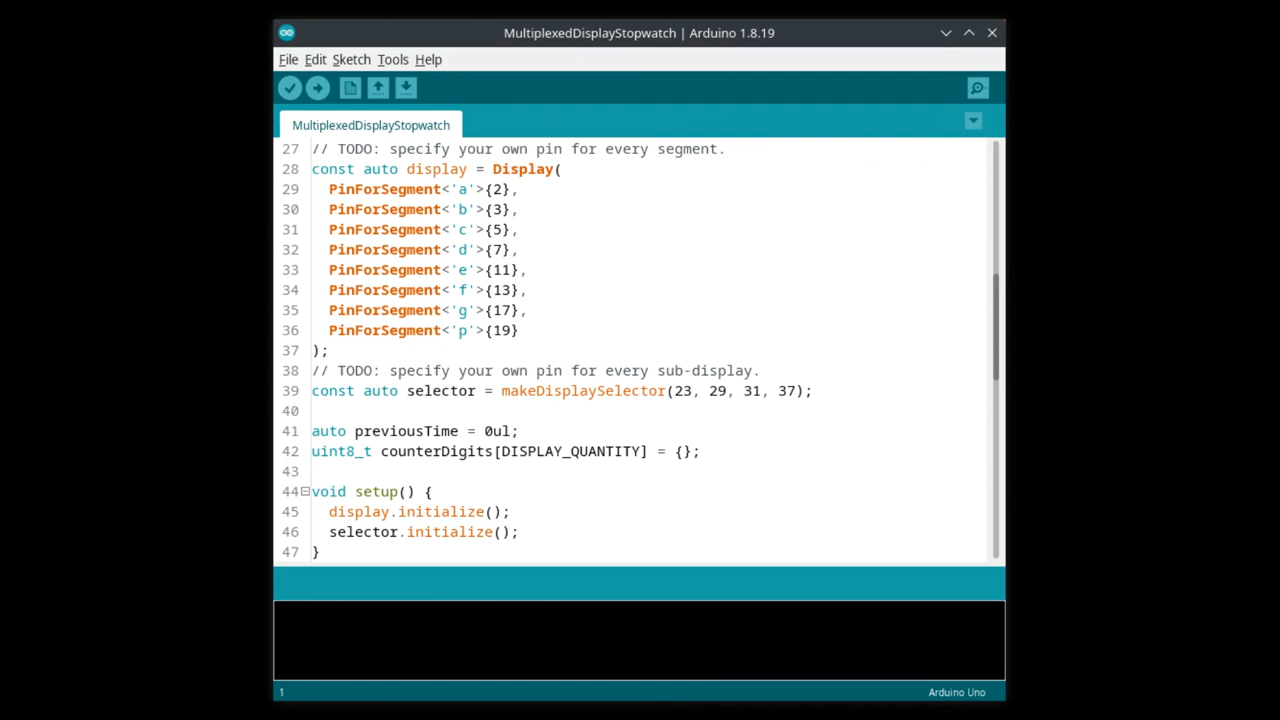 MultiplexedDisplayStopwatch | Arduino 1.8.19
File Edit Sketch Tools Help
MultiplexedDisplayStopwatch
27 // TODO: specify your own pin for every segment.
28 const auto display = Display(
29   PinForSegment<'a'>{2},
30   PinForSegment<'b'>{3},
31   PinForSegment<'c'>{5},
32   PinForSegment<'d'>{7},
33   PinForSegment<'e'>{11},
34   PinForSegment<'f'>{13},
35   PinForSegment<'g'>{17},
36   PinForSegment<'p'>{19}
37 );
38 // TODO: specify your own pin for every sub-display.
39 const auto selector = makeDisplaySelector(23, 29, 31, 37);
40
41 auto previousTime = 0ul;
42 uint8_t counterDigits[DISPLAY_QUANTITY] = {};
43
44 void setup() {
45   display.initialize();
46   selector.initialize();
47 }
1 Arduino Uno